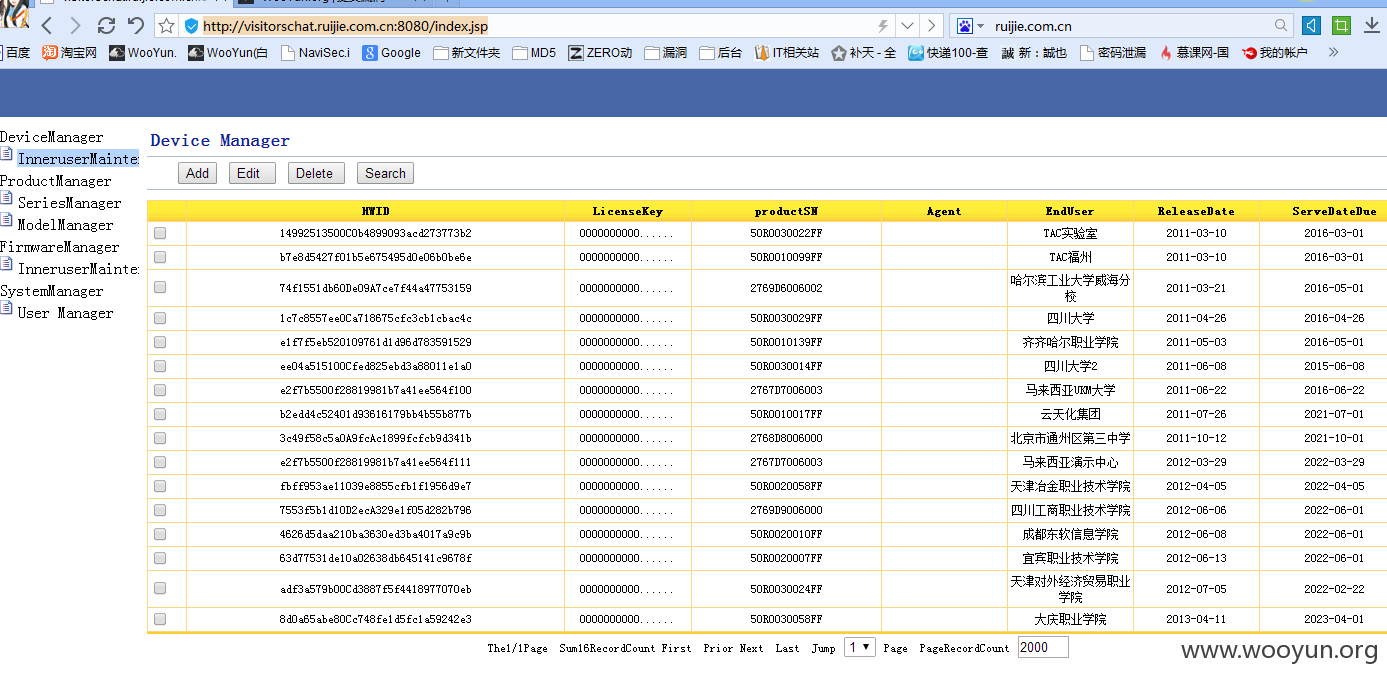 http://visitorschat.ruijie.com.cn:8080/index.jsp ruijie.com.cn
百度 淘宝网 WooYun. WooYun(白 NaviSec.i Google 新文件夹 MD5 ZERO动 漏洞 后台 IT相关站 补天 - 全 快递100-查 誠 新：誠也 密码泄漏 慕课网-国 我的帐户
DeviceManager
InneruserMainte
ProductManager
SeriesManager
ModelManager
FirmwareManager
InneruserMainte
SystemManager
User Manager
Device Manager
Add Edit Delete Search
HWID LicenseKey productSN Agent EndUser ReleaseDate ServeDateDue
14992513500C0b4899093acd273773b2 0000000000...... 50R0030022FF TAC实验室 2011-03-10 2016-03-01
b7e8d5427f01b5e675495d0e06b0be6e 0000000000...... 50R0010099FF TAC福州 2011-03-10 2016-03-01
74f1551db60De09A7ce7f44a47753159 0000000000...... 2769D6006002 哈尔滨工业大学威海分校 2011-03-21 2016-05-01
1c7c8557ee0Ca718675cfc3cb1cbac4c 0000000000...... 50R0030029FF 四川大学 2011-04-26 2016-04-26
e1f7f5eb520109761d1d96d783591529 0000000000...... 50R0010139FF 齐齐哈尔职业学院 2011-05-03 2016-05-01
ee04a515100Cfed825ebd3a88011e1a0 0000000000...... 50R0030014FF 四川大学2 2011-06-08 2015-06-08
e2f7b5500f28819981b7a41ee564f100 0000000000...... 2767D7006003 马来西亚UKM大学 2011-06-22 2016-06-22
b2edd4c52401d93616179bb4b55b877b 0000000000...... 50R0010017FF 云天化集团 2011-07-26 2021-07-01
3c49f58c5a0A9fcAc1899fcfcb9d341b 0000000000...... 2768D8006000 北京市通州区第三中学 2011-10-12 2016-10-01
e2f7b5500f28819981b7a41ee564f111 0000000000...... 2767D7006003 马来西亚演示中心 2012-03-29 2022-03-29
fbff953ae11039e8855cfb1f1956d9e7 0000000000...... 50R0020058FF 天津冶金职业技术学院 2012-04-05 2022-04-05
7553f5b1d10D2ecA329e1f05d282b796 0000000000...... 2769D9006000 四川工商职业技术学院 2012-06-06 2022-06-01
4626d5daa210ba3630ed3ba4017a9c9b 0000000000...... 50R0020010FF 成都东软信息学院 2012-06-08 2022-06-01
63d77531de10a02638db645141c9678f 0000000000...... 50R0020007FF 宜宾职业技术学院 2012-06-13 2022-06-01
adf3a579b00Cd3887f5f4418977070eb 0000000000...... 50R0030024FF 天津对外经济贸易职业学院 2012-07-05 2022-02-22
8d0a65abe80Cc748fe1d5fc1a59242e3 0000000000...... 50R0030058FF 大庆职业学院 2013-04-11 2023-04-01
The1/1Page Sum16RecordCount First Prior Next Last Jump 1 Page PageRecordCount 2000
www.wooyun.org